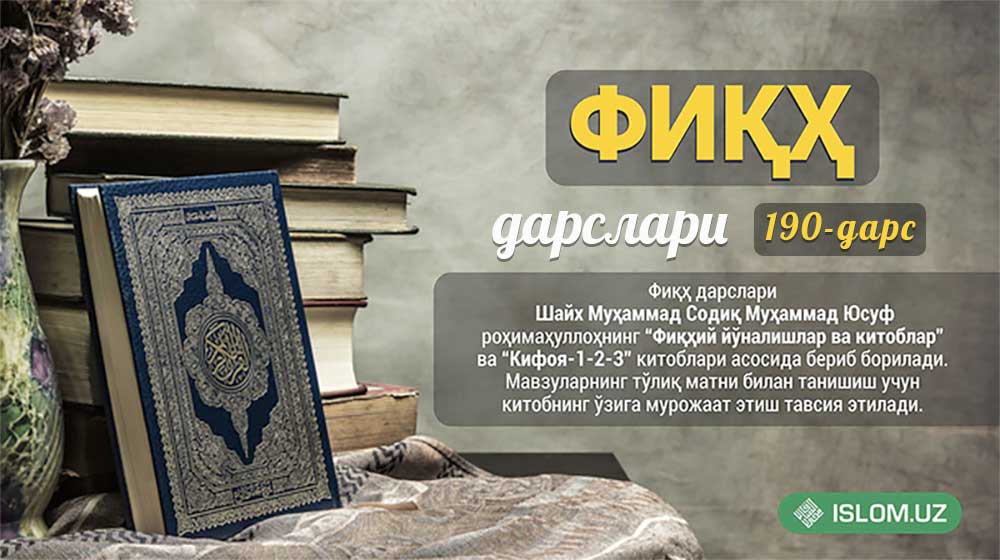 ФИҚҲ
дарслари 190-дарс
Фиқҳ дарслари
Шайх Муҳаммад Содиқ Муҳаммад Юсуф
роҳимаҳуллоҳнинг “Фиқҳий йўналишлар ва китоблар”
ва “Кифоя-1-2-3” китоблари асосида бериб борилади.
Мавзуларнинг тўлиқ матни билан танишиш учун
китобнинг ўзига мурожаат этиш тавсия этилади.
ISLOM.UZ